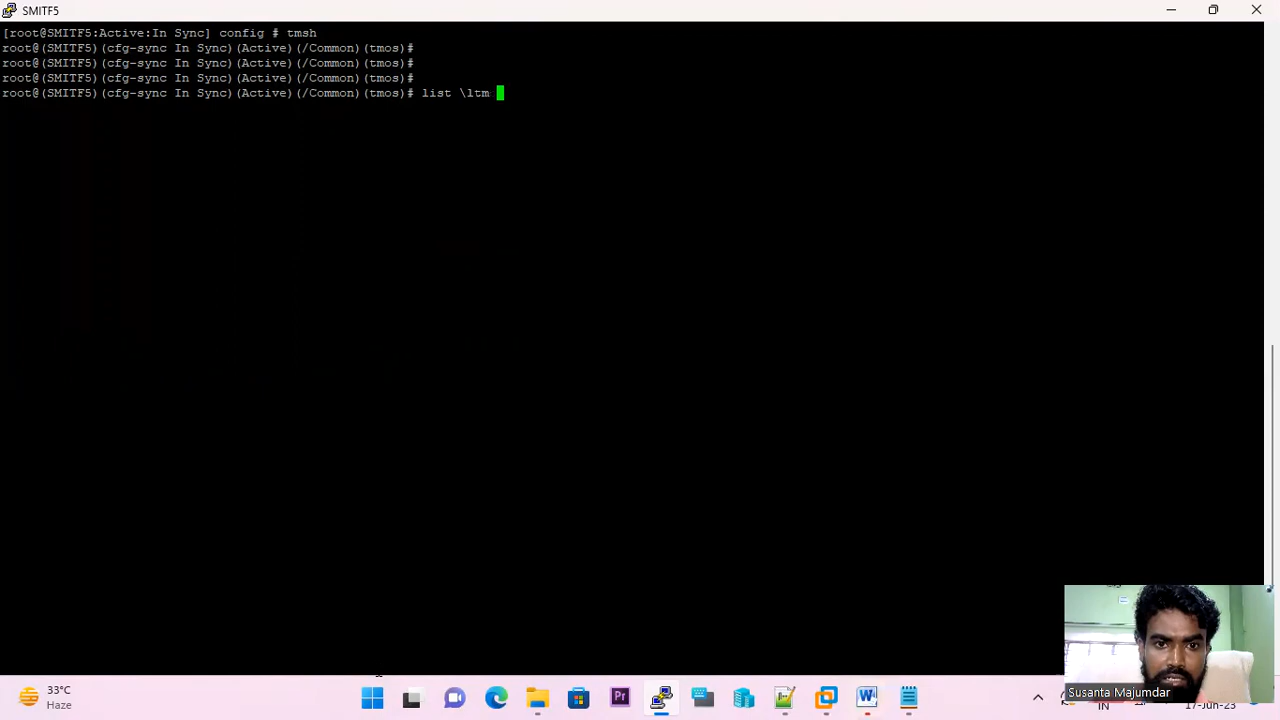 SMITF5
[root@SMITF5:Active:In Sync] config # tmsh
root@(SMITF5)(cfg-sync In Sync)(Active)(/Common)(tmos)#
root@(SMITF5)(cfg-sync In Sync)(Active)(/Common)(tmos)#
root@(SMITF5)(cfg-sync In Sync)(Active)(/Common)(tmos)#
root@(SMITF5)(cfg-sync In Sync)(Active)(/Common)(tmos)# list \ltm
Susanta Majumdar
33°C
Haze
Pr
W
IN
17-Jun-23